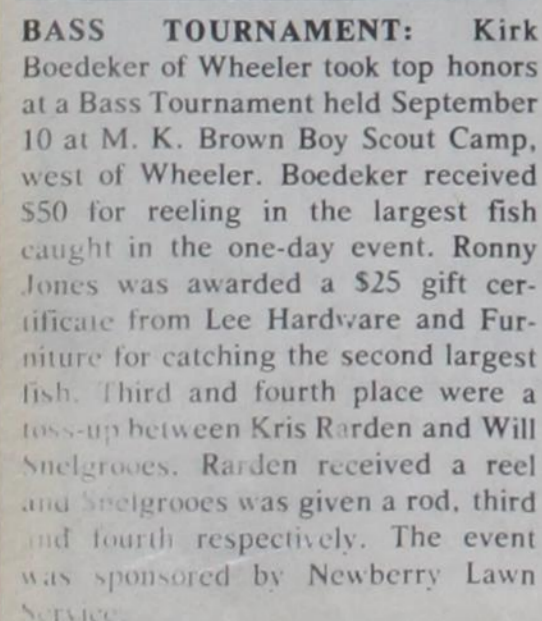 BASS TOURNAMENT: Kirk
Boedeker of Wheeler took top honors
at a Bass Tournament held September
10 at M. K. Brown Boy Scout Camp,
west of Wheeler. Boedeker received
$50 for reeling in the largest fish
caught in the one-day event. Ronny
Jones was awarded a $25 gift cer-
tificate from Lee Hardware and Fur-
niture for catching the second largest
fish. Third and fourth place were a
toss-up between Kris Rarden and Will
Snelgrooes. Rarden received a reel
and Snelgrooes was given a rod, third
and fourth respectively. The event
was sponsored by Newberry Lawn
Service.